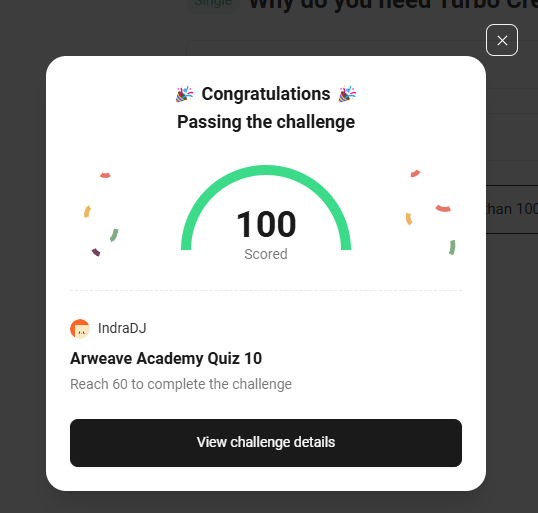 Single Why do you need Turbo Cre
🎉 Congratulations 🎉
Passing the challenge
than 100
100
Scored
IndraDJ
Arweave Academy Quiz 10
Reach 60 to complete the challenge
View challenge details